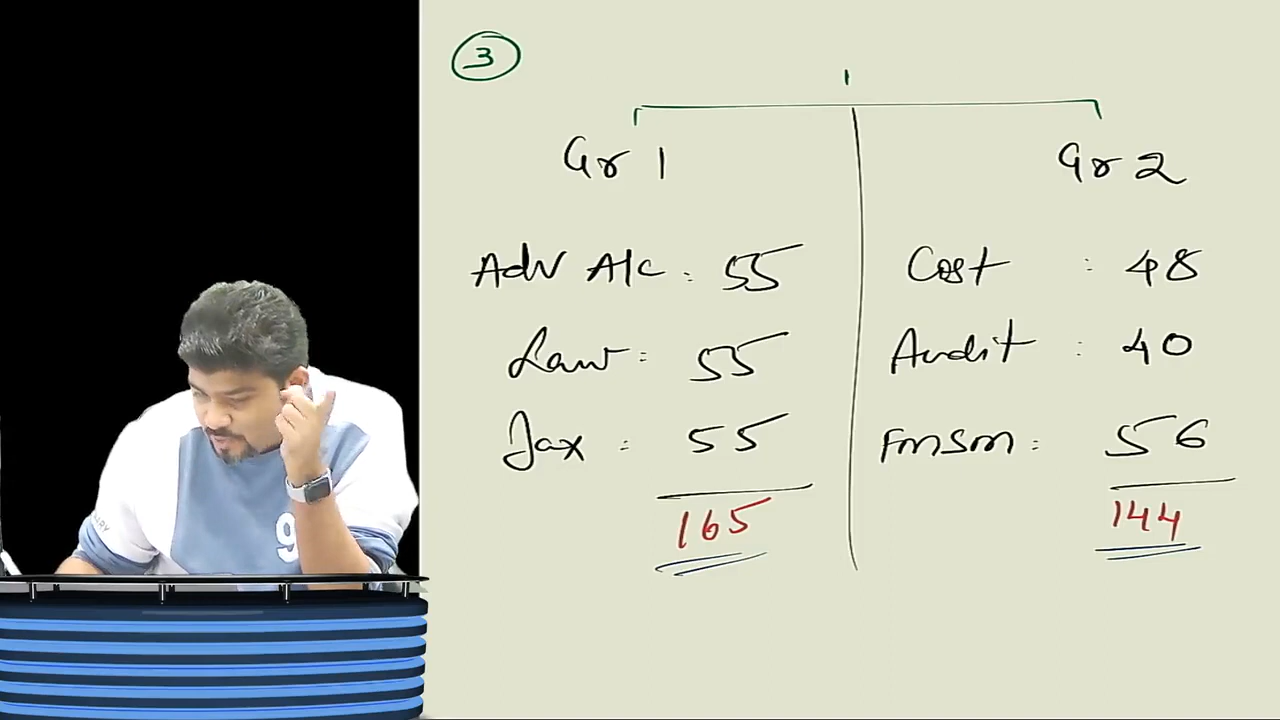 3
Gr 1
Gr 2
Adv A/c : 55
Law : 55
Tax : 55
165
Cost : 48
Audit : 40
FMSM : 56
144
9